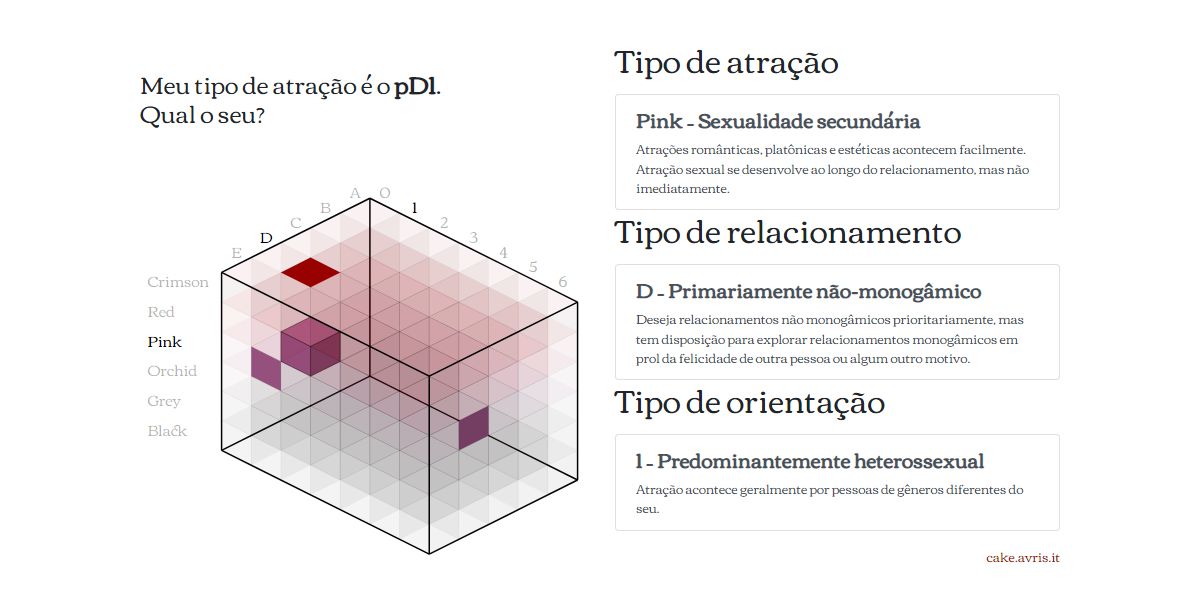 Meu tipo de atração é o pD1.
Qual o seu?
A
B
C
D
E
0
1
2
3
4
5
6
Crimson
Red
Pink
Orchid
Grey
Black
Tipo de atração
Pink - Sexualidade secundária
Atrações românticas, platônicas e estéticas acontecem facilmente.
Atração sexual se desenvolve ao longo do relacionamento, mas não
imediatamente.
Tipo de relacionamento
D - Primariamente não-monogâmico
Deseja relacionamentos não monogâmicos prioritariamente, mas
tem disposição para explorar relacionamentos monogâmicos em
prol da felicidade de outra pessoa ou algum outro motivo.
Tipo de orientação
1 - Predominantemente heterossexual
Atração acontece geralmente por pessoas de gêneros diferentes do
seu.
cake.avris.it